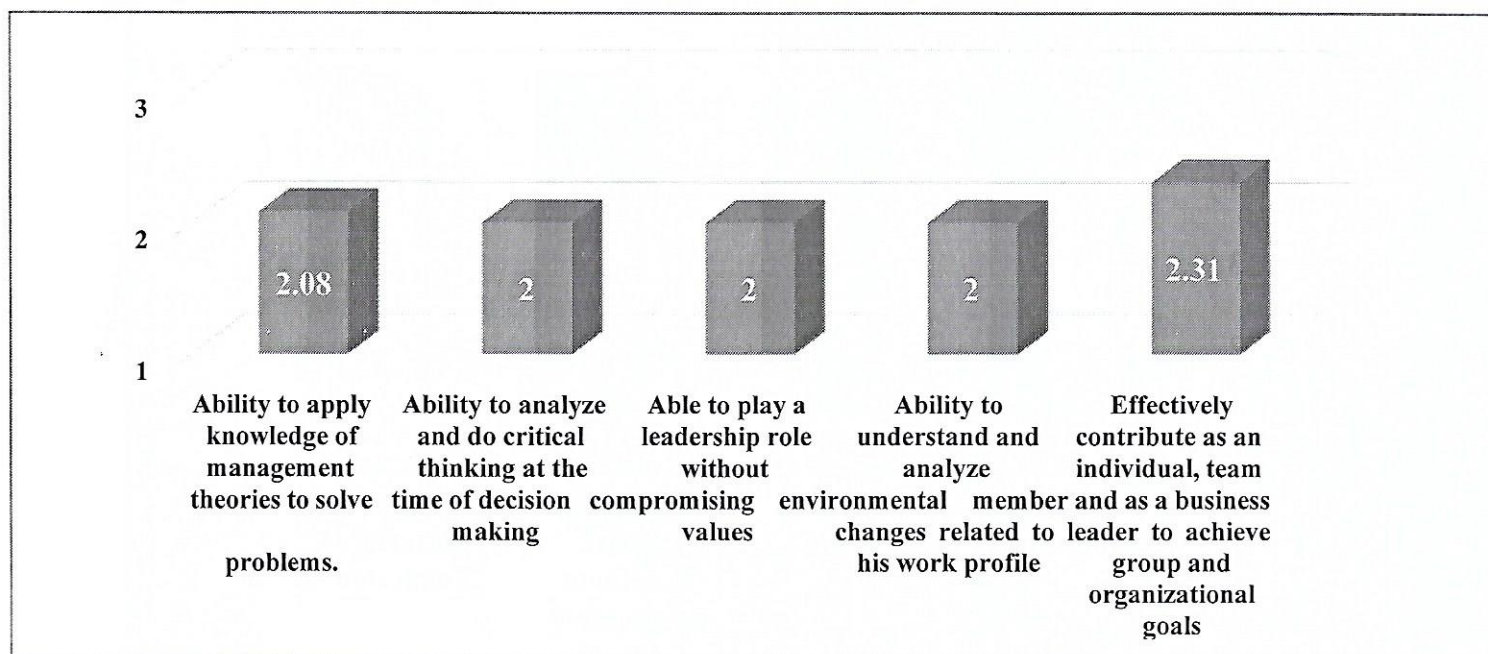 3
2
1
2.08
2
2
2
2.31
Ability to apply
knowledge of
management
theories to solve
problems.
Ability to analyze
and do critical
thinking at the
time of decision
making
Able to play a
leadership role
without
compromising
values
Ability to
understand and
analyze
environmental
changes related to
his work profile
Effectively
contribute as an
individual, team
member and as a business
leader to achieve
group and
organizational
goals